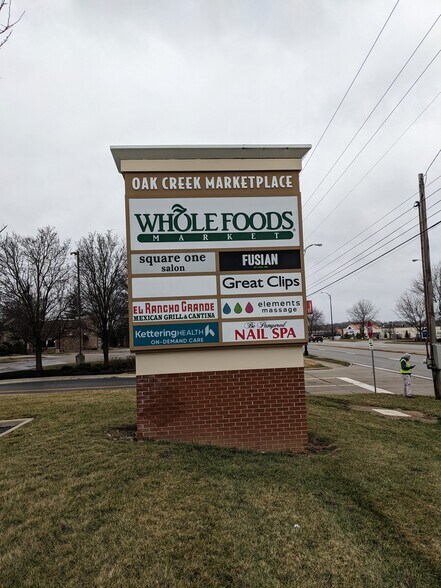 OAK CREEK MARKETPLACE
WHOLE FOODS
MARKET
square one
salon
FUSIAN
Great Clips
EL RANCHO GRANDE
MEXICAN GRILL & CANTINA
elements
massage
KetteringHEALTH
ON-DEMAND CARE
Be Pampered
NAIL SPA